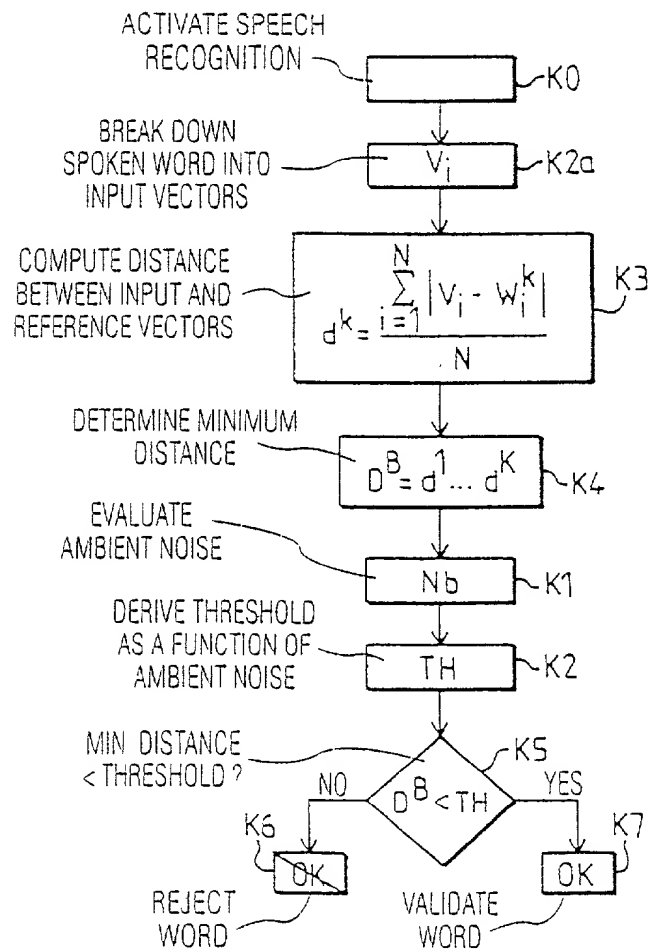 ACTIVATE SPEECH
RECOGNITION
K0
BREAK DOWN
SPOKEN WORD INTO
INPUT VECTORS
V_i
K2a
COMPUTE DISTANCE
BETWEEN INPUT AND
REFERENCE VECTORS
d^k = \frac{\sum_{i=1}^{N} |V_i - W_i^k|}{N}
K3
DETERMINE MINIMUM
DISTANCE
D^B = d^1 ... d^K
K4
EVALUATE
AMBIENT NOISE
Nb
K1
DERIVE THRESHOLD
AS A FUNCTION OF
AMBIENT NOISE
TH
K2
MIN DISTANCE
< THRESHOLD ?
D^B < TH
K5
NO
YES
K6
OK
REJECT
WORD
K7
OK
VALIDATE
WORD